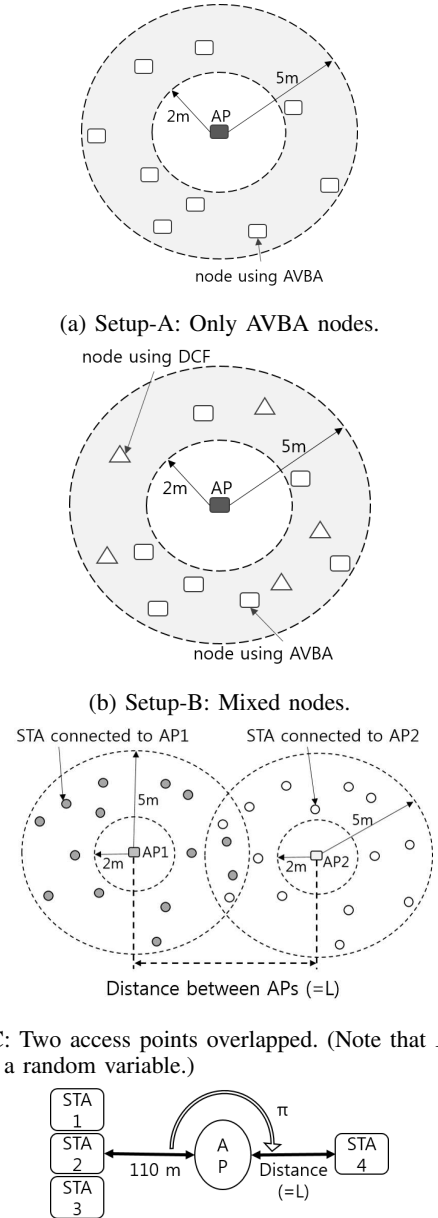 5m
2m
AP
node using AVBA
(a) Setup-A: Only AVBA nodes.
node using DCF
5m
2m
AP
node using AVBA
(b) Setup-B: Mixed nodes.
STA connected to AP1
STA connected to AP2
5m
5m
AP1
2m
AP2
2m
Distance between APs (=L)
C: Two access points overlapped. (Note that
a random variable.)
STA
1
STA
2
STA
3
110 m
π
A
P
Distance
(=L)
STA
4